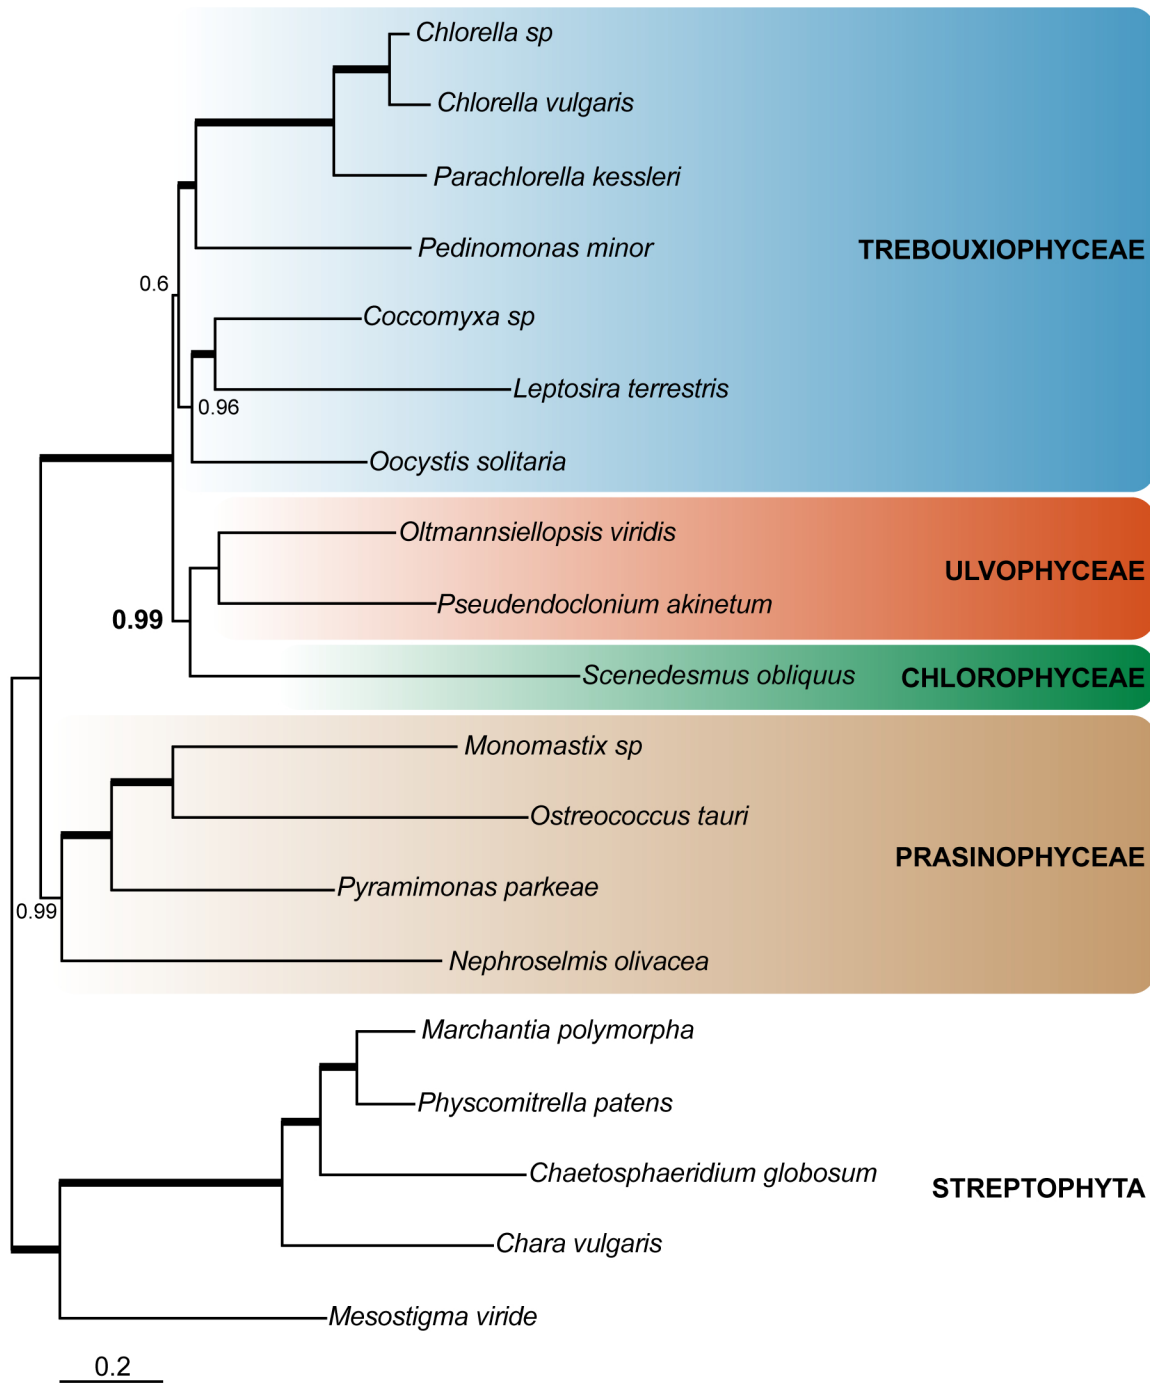 Chlorella sp
Chlorella vulgaris
Parachlorella kessleri
Pedinomonas minor
TREBOUXIOPHYCEAE
0.6
Coccomyxa sp
Leptosira terrestris
0.96
Oocystis solitaria
Oltmannsiellopsis viridis
ULVOPHYCEAE
Pseudendoclonium akinetum
0.99
Scenedesmus obliquus
CHLOROPHYCEAE
Monomastix sp
Ostreococcus tauri
PRASINOPHYCEAE
Pyramimonas parkeae
0.99
Nephroselmis olivacea
Marchantia polymorpha
Physcomitrella patens
Chaetosphaeridium globosum
STREPTOPHYTA
Chara vulgaris
Mesostigma viride
0.2